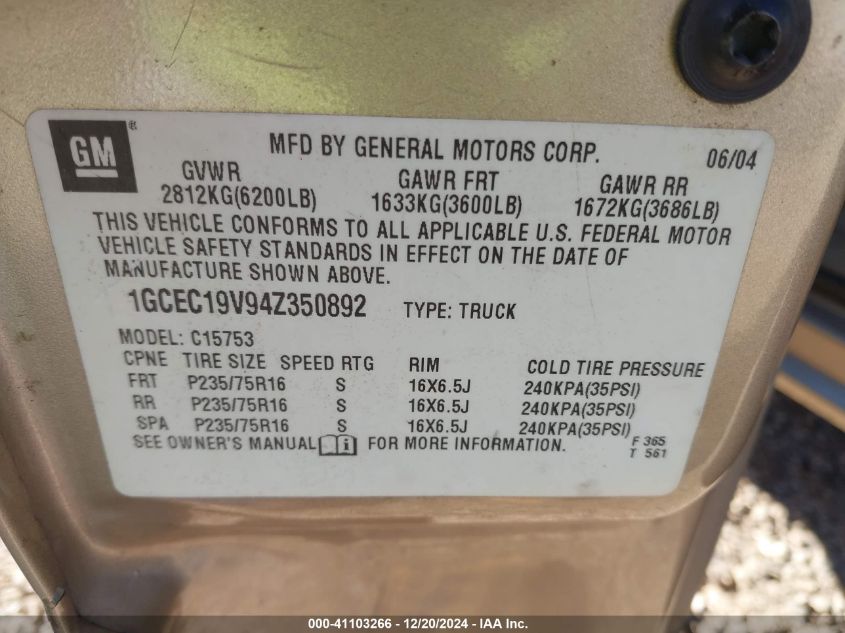 GM ® MFD BY GENERAL MOTORS CORP. 06/04
GVWR GAWR FRT GAWR RR
2812KG(6200LB) 1633KG(3600LB) 1672KG(3686LB)
THIS VEHICLE CONFORMS TO ALL APPLICABLE U.S. FEDERAL MOTOR
VEHICLE SAFETY STANDARDS IN EFFECT ON THE DATE OF
MANUFACTURE SHOWN ABOVE.
1GCEC19V94Z350892 TYPE: TRUCK
MODEL: C15753
CPNE TIRE SIZE SPEED RTG RIM COLD TIRE PRESSURE
FRT P235/75R16 S 16X6.5J 240KPA(35PSI)
RR P235/75R16 S 16X6.5J 240KPA(35PSI)
SPA P235/75R16 S 16X6.5J 240KPA(35PSI)
SEE OWNER'S MANUAL i FOR MORE INFORMATION. F 365
T 561
000-41103266 - 12/20/2024 - IAA Inc.